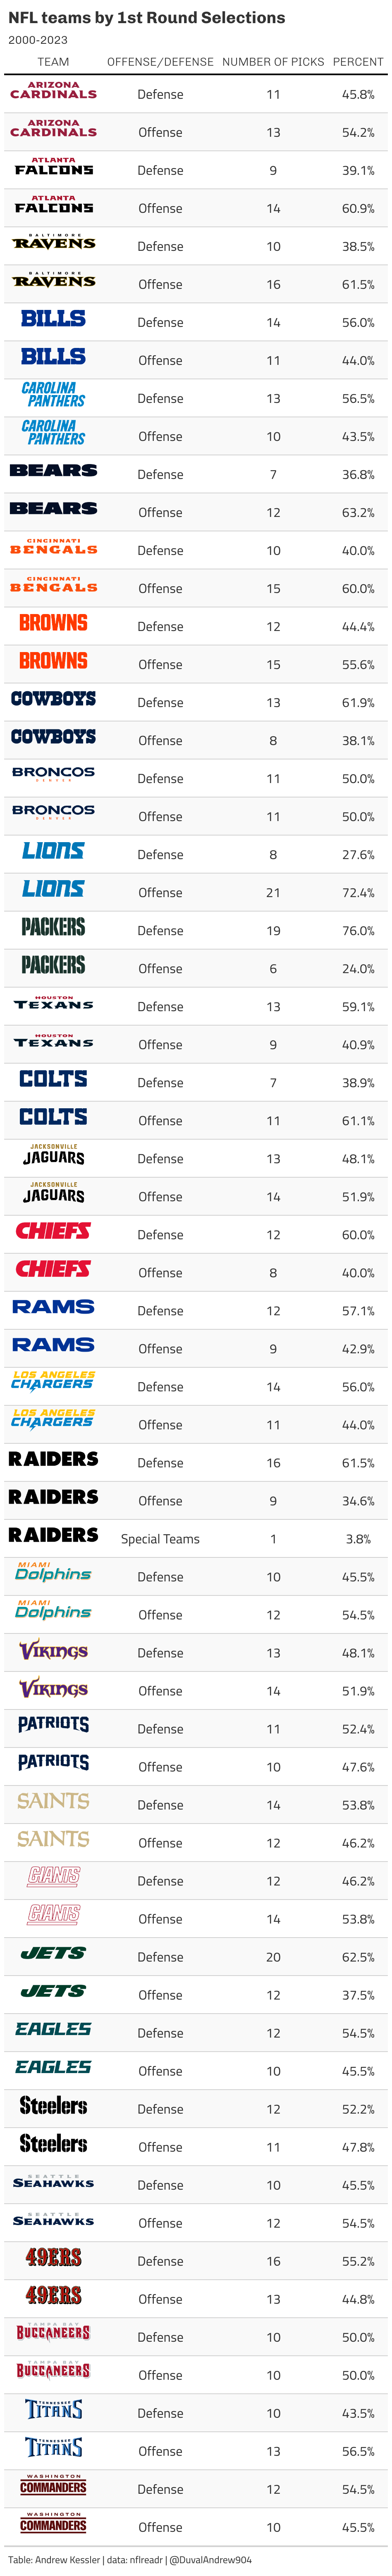 NFL teams by 1st Round Selections
2000-2023
TEAM OFFENSE/DEFENSE NUMBER OF PICKS PERCENT
ARIZONA CARDINALS Defense 11 45.8%
ARIZONA CARDINALS Offense 13 54.2%
ATLANTA FALCONS Defense 9 39.1%
ATLANTA FALCONS Offense 14 60.9%
BALTIMORE RAVENS Defense 10 38.5%
BALTIMORE RAVENS Offense 16 61.5%
BILLS Defense 14 56.0%
BILLS Offense 11 44.0%
CAROLINA PANTHERS Defense 13 56.5%
CAROLINA PANTHERS Offense 10 43.5%
BEARS Defense 7 36.8%
BEARS Offense 12 63.2%
CINCINNATI BENGALS Defense 10 40.0%
CINCINNATI BENGALS Offense 15 60.0%
BROWNS Defense 12 44.4%
BROWNS Offense 15 55.6%
COWBOYS Defense 13 61.9%
COWBOYS Offense 8 38.1%
BRONCOS DENVER Defense 11 50.0%
BRONCOS DENVER Offense 11 50.0%
LIONS Defense 8 27.6%
LIONS Offense 21 72.4%
PACKERS Defense 19 76.0%
PACKERS Offense 6 24.0%
HOUSTON TEXANS Defense 13 59.1%
HOUSTON TEXANS Offense 9 40.9%
COLTS Defense 7 38.9%
COLTS Offense 11 61.1%
JACKSONVILLE JAGUARS Defense 13 48.1%
JACKSONVILLE JAGUARS Offense 14 51.9%
CHIEFS Defense 12 60.0%
CHIEFS Offense 8 40.0%
RAMS Defense 12 57.1%
RAMS Offense 9 42.9%
LOS ANGELES CHARGERS Defense 14 56.0%
LOS ANGELES CHARGERS Offense 11 44.0%
RAIDERS Defense 16 61.5%
RAIDERS Offense 9 34.6%
RAIDERS Special Teams 1 3.8%
MIAMI Dolphins Defense 10 45.5%
MIAMI Dolphins Offense 12 54.5%
VIKINGS Defense 13 48.1%
VIKINGS Offense 14 51.9%
PATRIOTS Defense 11 52.4%
PATRIOTS Offense 10 47.6%
SAINTS Defense 14 53.8%
SAINTS Offense 12 46.2%
GIANTS Defense 12 46.2%
GIANTS Offense 14 53.8%
JETS Defense 20 62.5%
JETS Offense 12 37.5%
EAGLES Defense 12 54.5%
EAGLES Offense 10 45.5%
Steelers Defense 12 52.2%
Steelers Offense 11 47.8%
SEATTLE SEAHAWKS Defense 10 45.5%
SEATTLE SEAHAWKS Offense 12 54.5%
49ERS Defense 16 55.2%
49ERS Offense 13 44.8%
TAMPA BAY BUCCANEERS Defense 10 50.0%
TAMPA BAY BUCCANEERS Offense 10 50.0%
TENNESSEE TITANS Defense 10 43.5%
TENNESSEE TITANS Offense 13 56.5%
WASHINGTON COMMANDERS Defense 12 54.5%
WASHINGTON COMMANDERS Offense 10 45.5%
Table: Andrew Kessler | data: nflreadr | @DuvalAndrew904